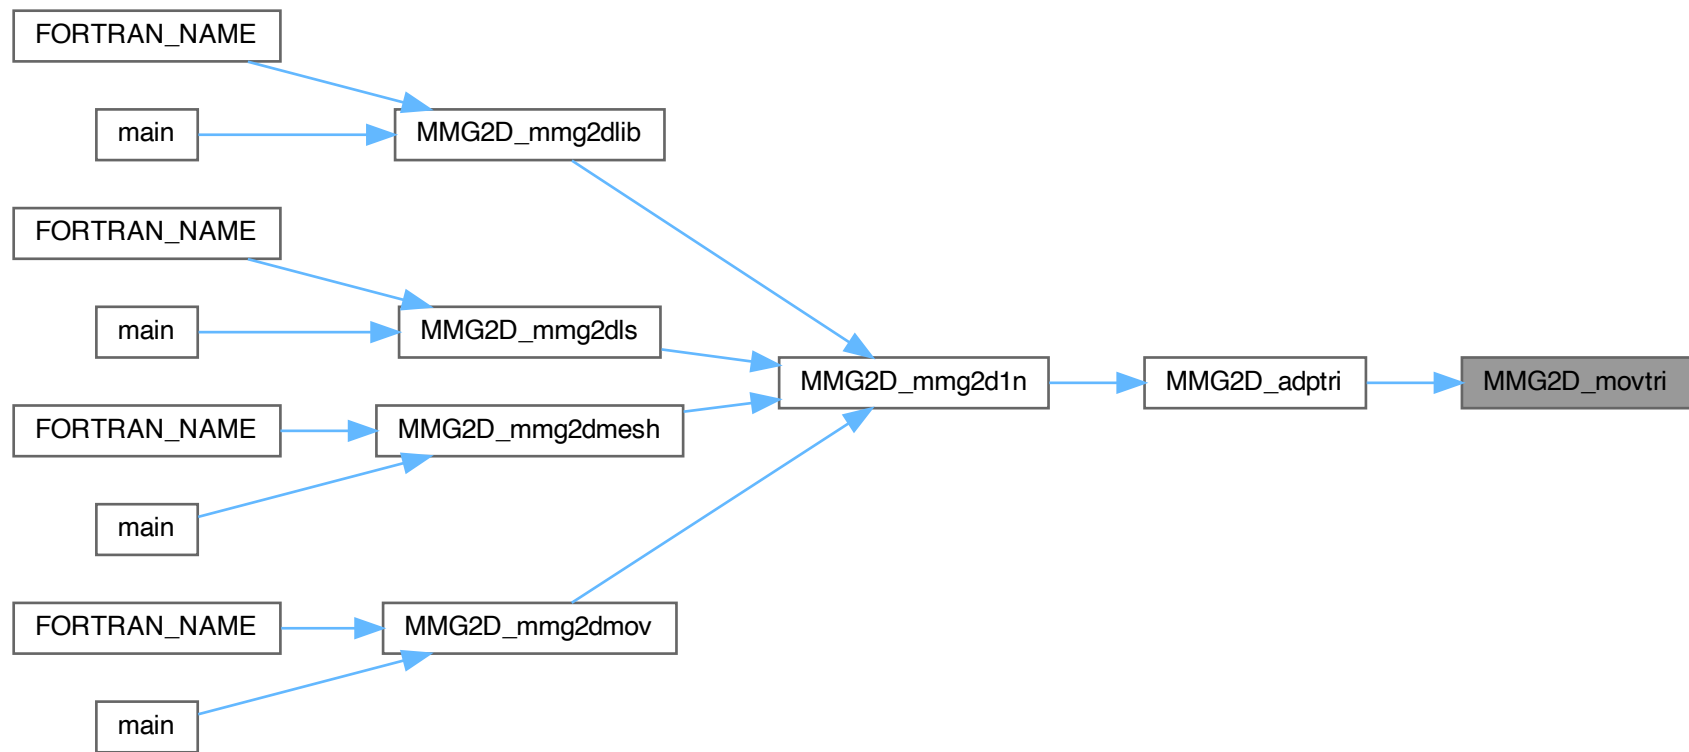 FORTRAN_NAME
main
MMG2D_mmg2dlib
FORTRAN_NAME
main
MMG2D_mmg2dls
FORTRAN_NAME
main
MMG2D_mmg2dmesh
FORTRAN_NAME
main
MMG2D_mmg2dmov
MMG2D_mmg2d1n
MMG2D_adptri
MMG2D_movtri